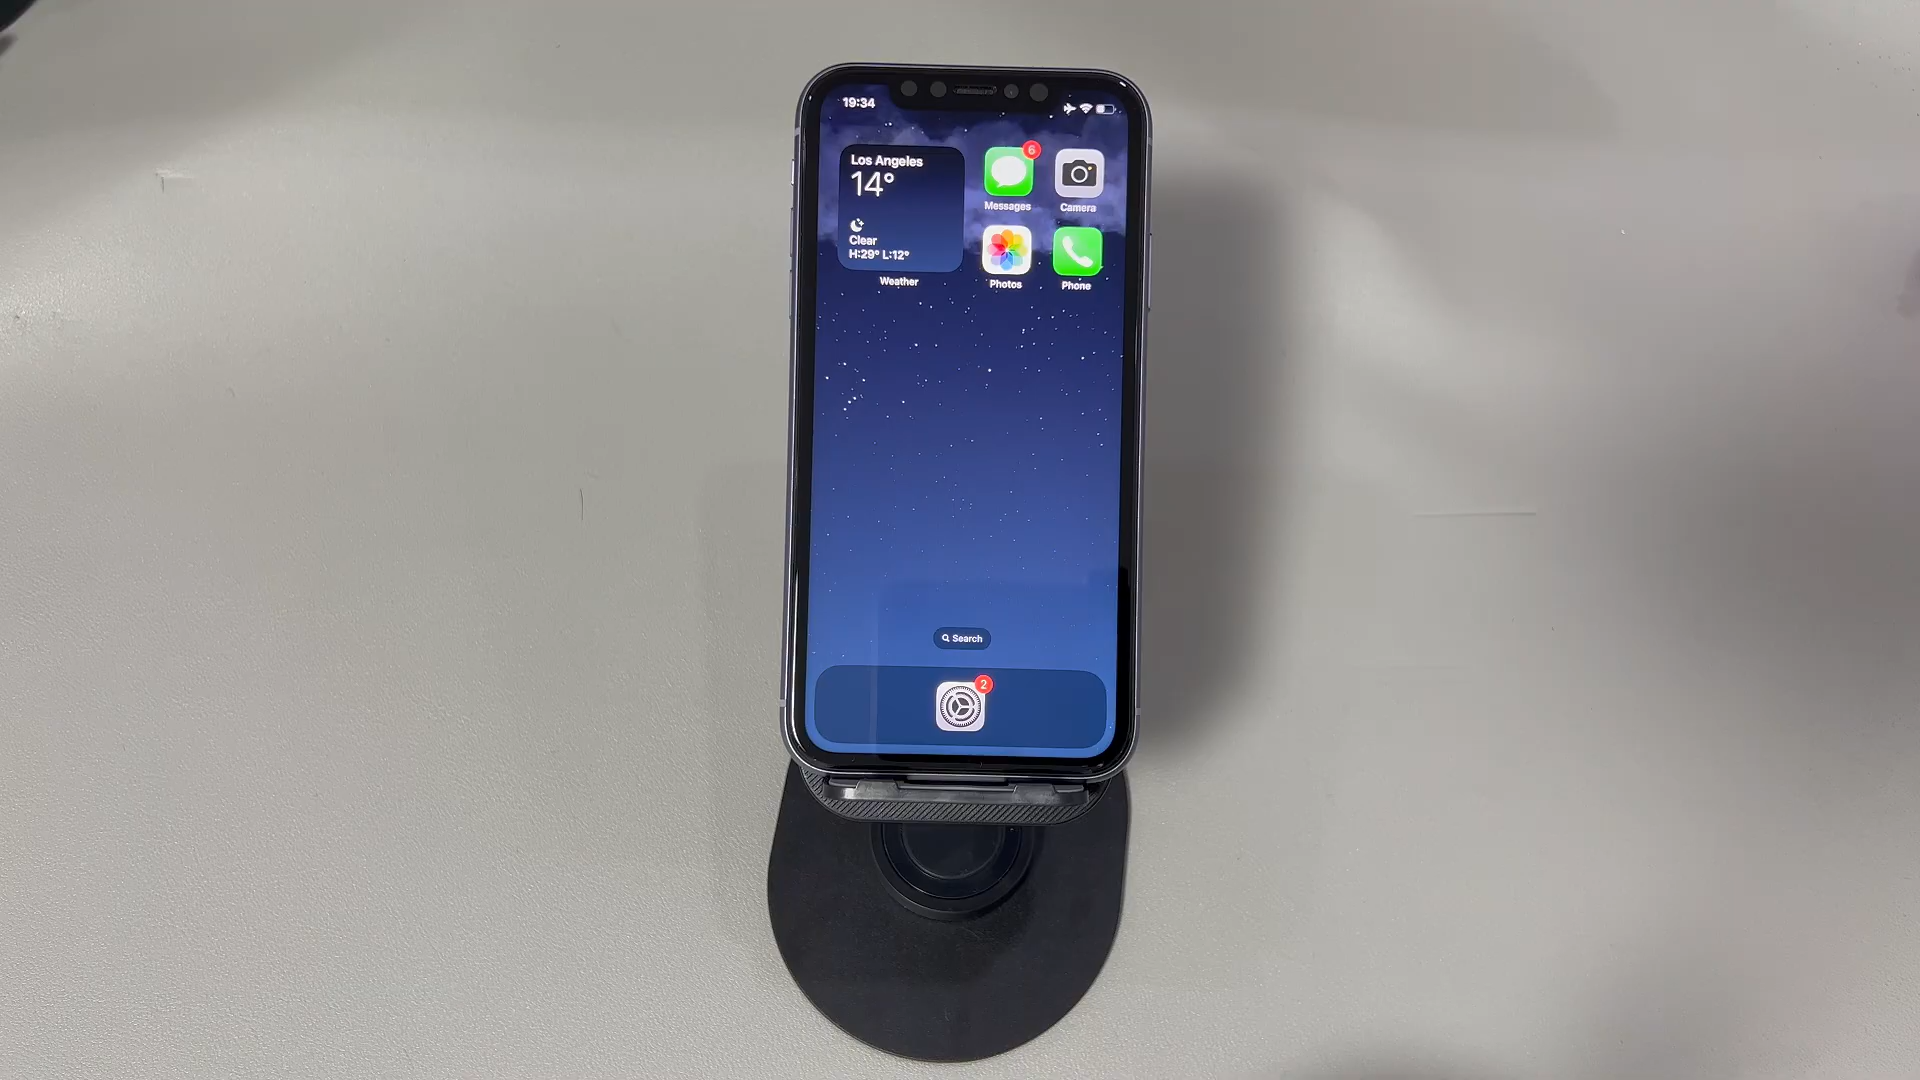 19:34
Los Angeles
14°
Clear
H:29° L:12°
Weather
6
Messages
Camera
Photos
Phone
Search
2